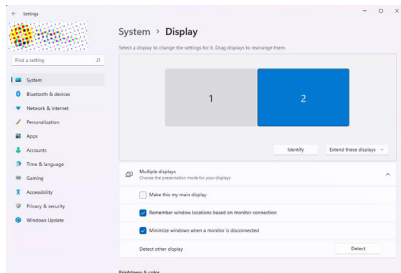 Settings
System > Display
Select a display to change the settings for it. Drag displays to rearrange them.
Find a setting
System
Bluetooth & devices
Network & internet
Personalization
Apps
Accounts
Time & language
Gaming
Accessibility
Privacy & security
Windows Update
1
2
Identify
Extend these displays
Multiple displays
Choose the presentation mode for your displays
Make this my main display
Remember window locations based on monitor connection
Minimize windows when a monitor is disconnected
Detect other display
Detect
Brightness & color